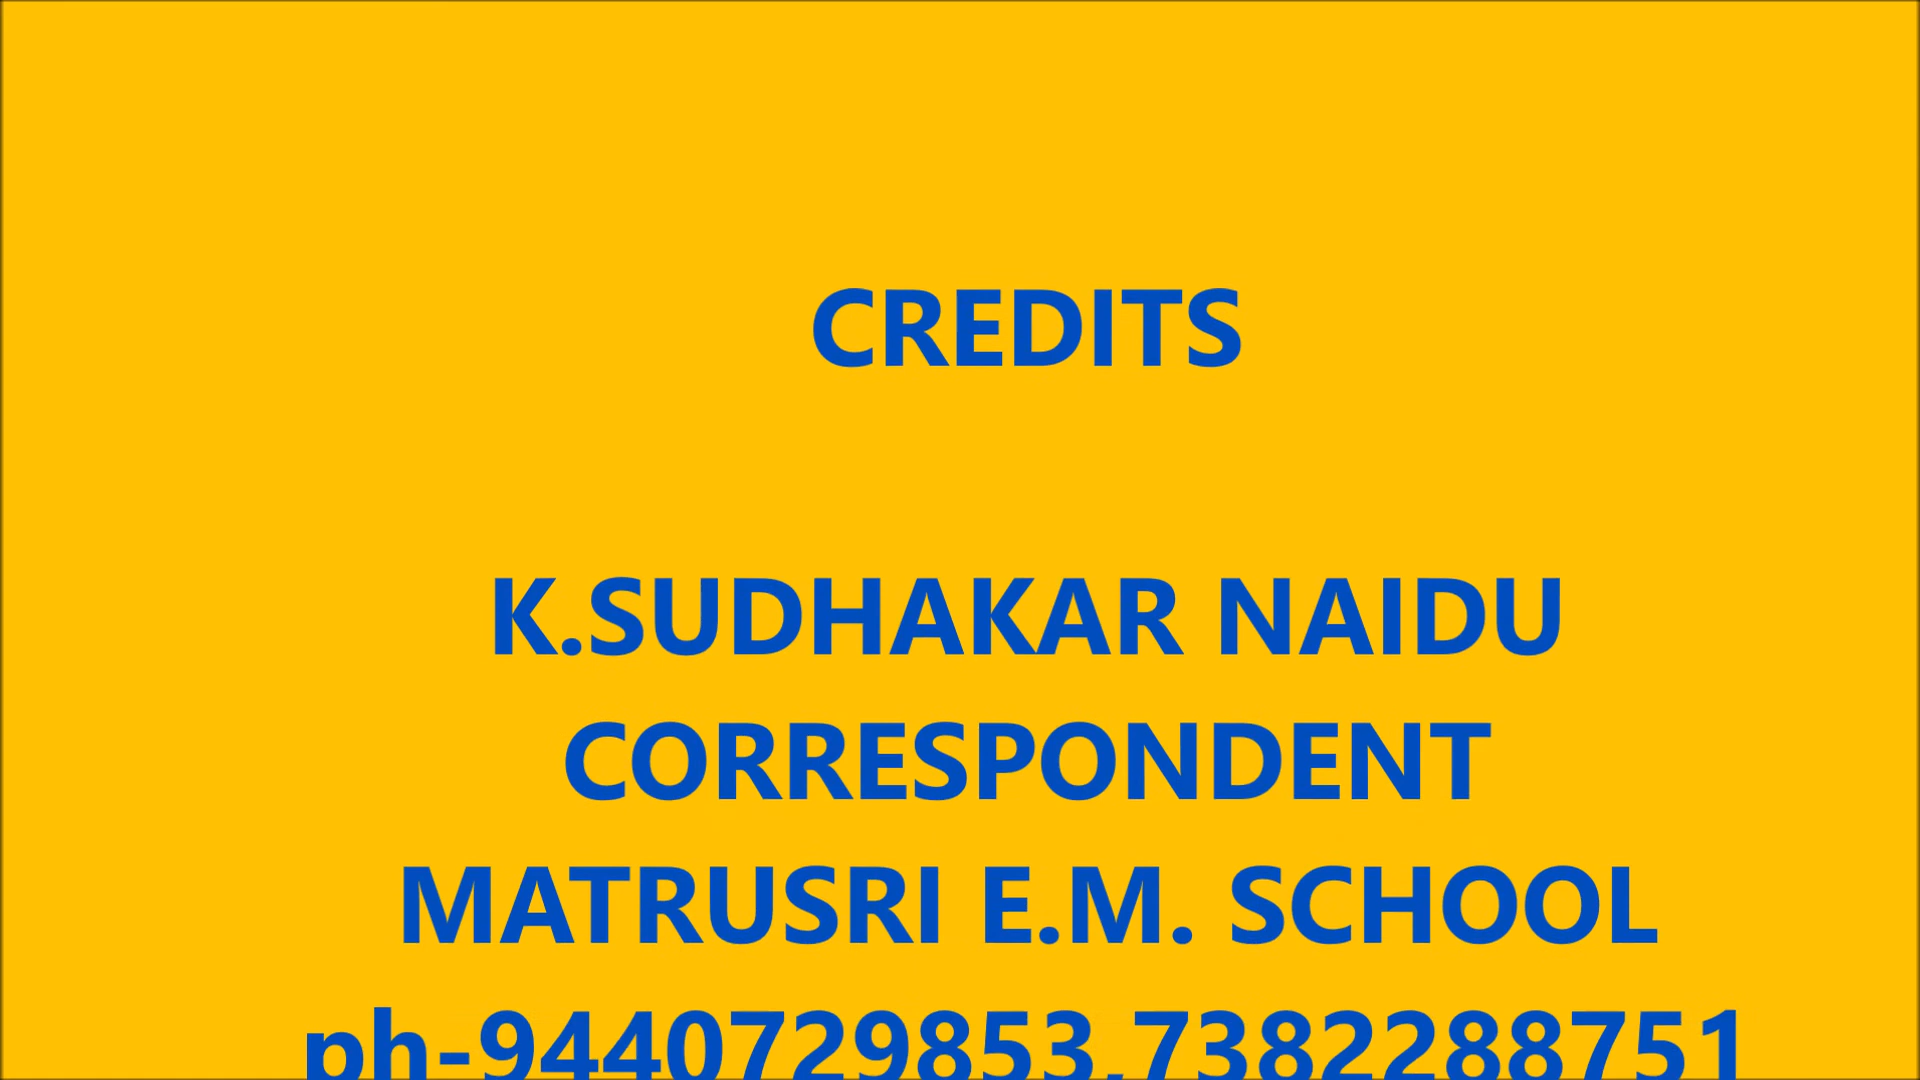 CREDITS
K.SUDHAKAR NAIDU
CORRESPONDENT
MATRUSRI E.M. SCHOOL
ph-9440729853,7382288751